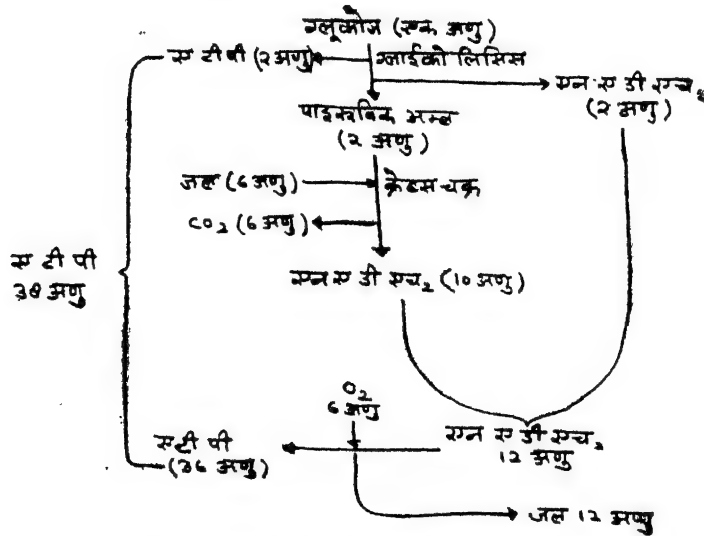 ग्लूकोज (एक अणु)
ए टी पी (2 अणु)
ग्लाईकोलिसिस
एन ए डी एच₂
(2 अणु)
पाइरुविक अम्ल
(2 अणु)
जल (6 अणु)
क्रेबस चक्र
CO₂ (6 अणु)
ए टी पी
38 अणु
एन ए डी एच₂ (10 अणु)
O₂
6 अणु
ए टी पी
(36 अणु)
एन ए डी एच₂
12 अणु
जल 12 अणु